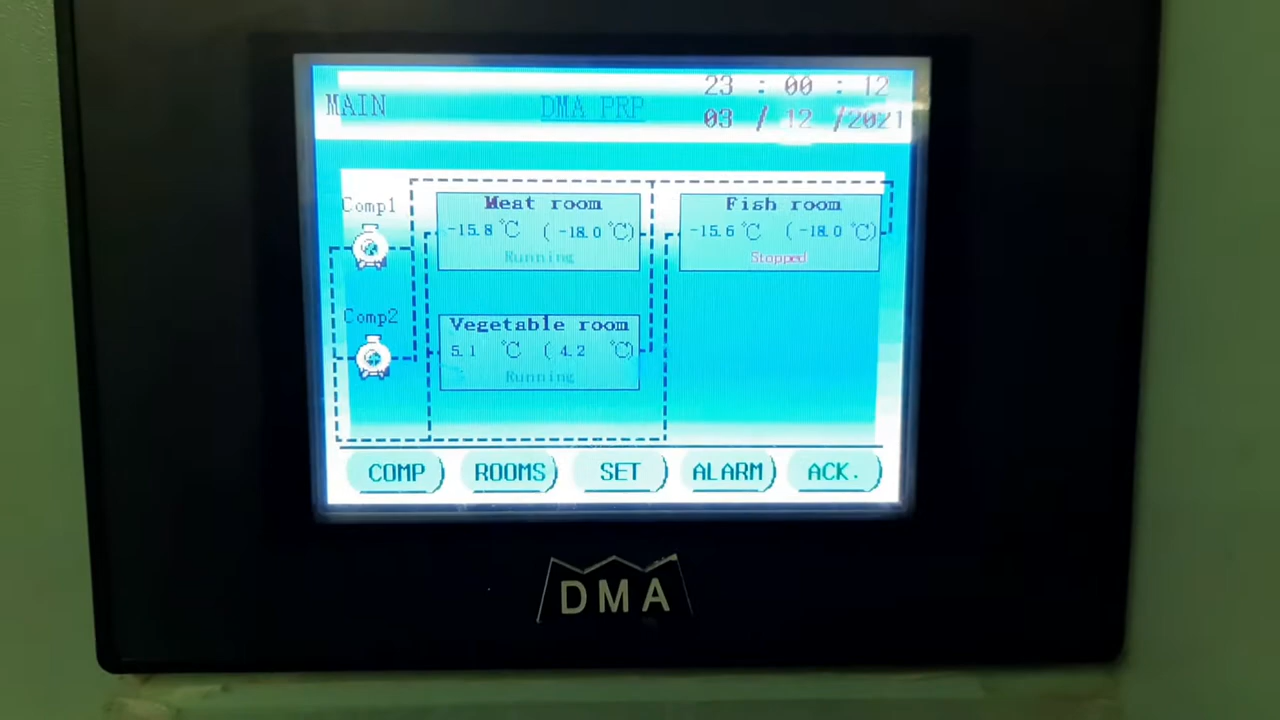 MAIN DMA PRP 23 : 00 : 12
03 / 12 /2021
Comp1
Meat room
-15.8 °C ( -18.0 °C)
Running
Fish room
-15.6 °C ( -18.0 °C)
Stopped
Comp2
Vegetable room
5.1 °C ( 4.2 °C)
Running
COMP ROOMS SET ALARM ACK.
DMA